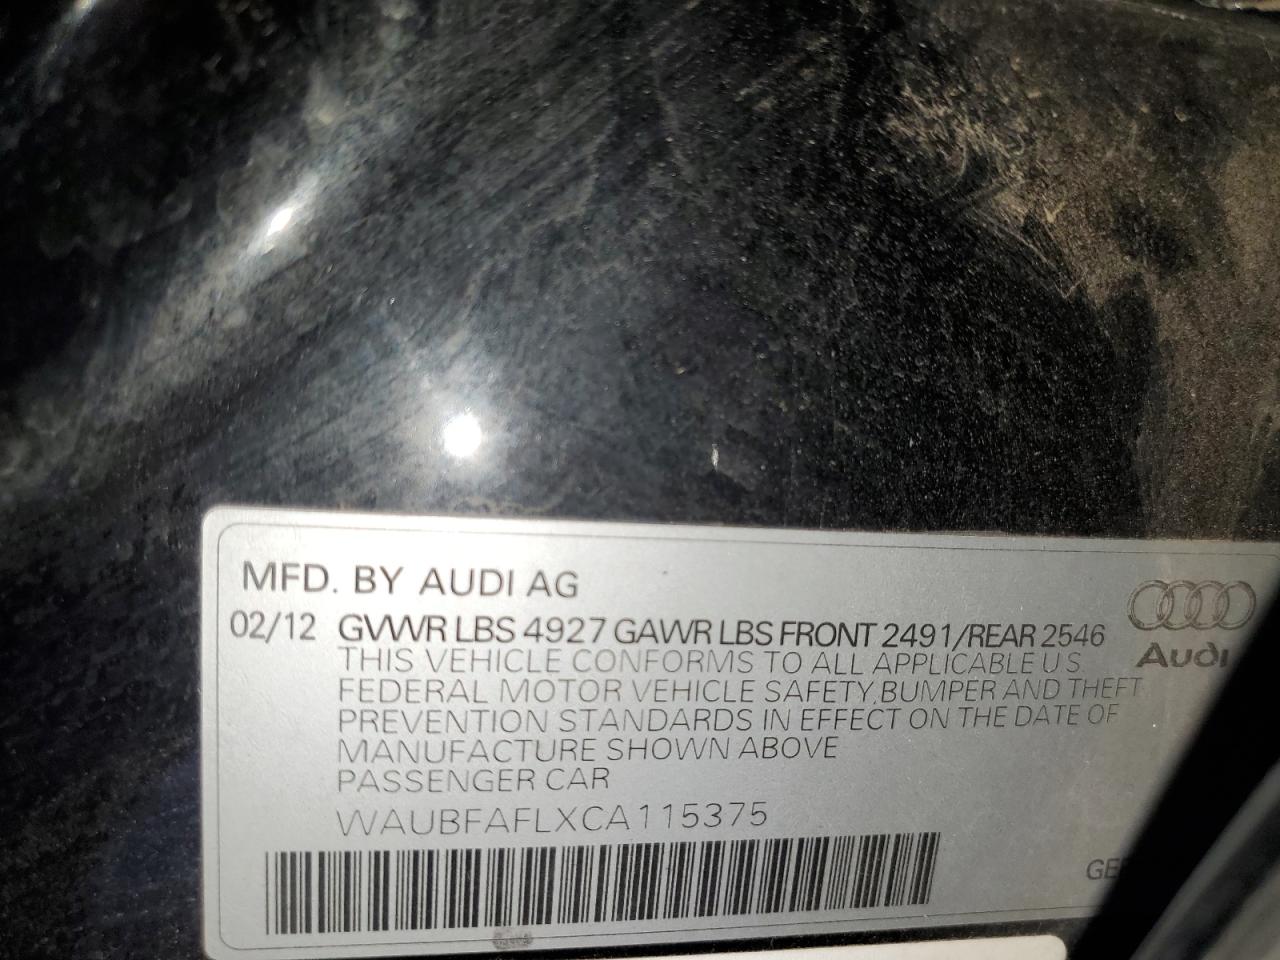 MFD. BY AUDI AG
02/12 GVWR LBS 4927 GAWR LBS FRONT 2491/REAR 2546
THIS VEHICLE CONFORMS TO ALL APPLICABLE U S
FEDERAL MOTOR VEHICLE SAFETY, BUMPER AND THEFT
PREVENTION STANDARDS IN EFFECT ON THE DATE OF
MANUFACTURE SHOWN ABOVE
PASSENGER CAR
WAUBFAFLXCA115375
Audi